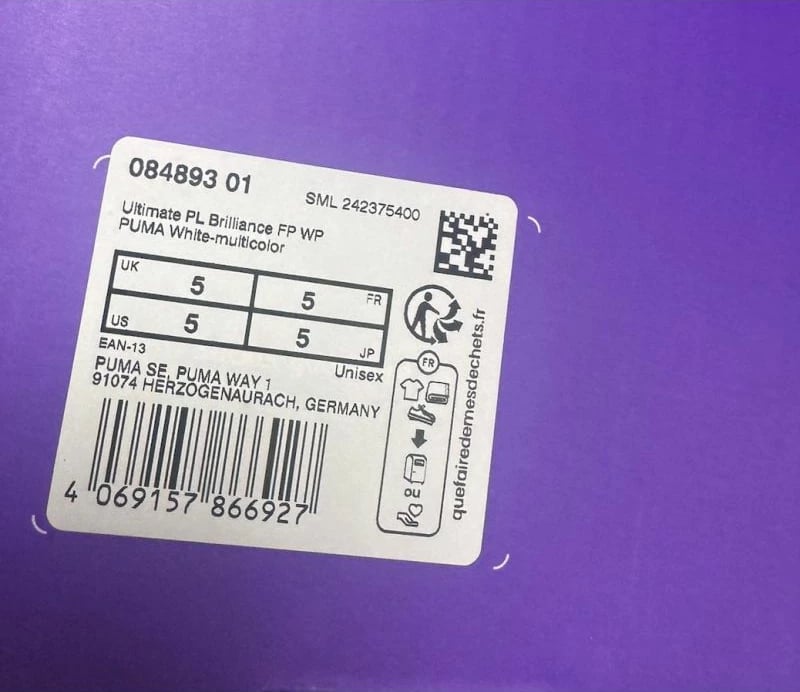 084893 01
SML 242375400
Ultimate PL Brilliance FP WP
PUMA White-multicolor
UK 5 5 FR
US 5 5 JP
EAN-13
Unisex
PUMA SE, PUMA WAY 1
91074 HERZOGENAURACH, GERMANY
4 069157 866927
FR
ou
quefairedemesdechets.fr